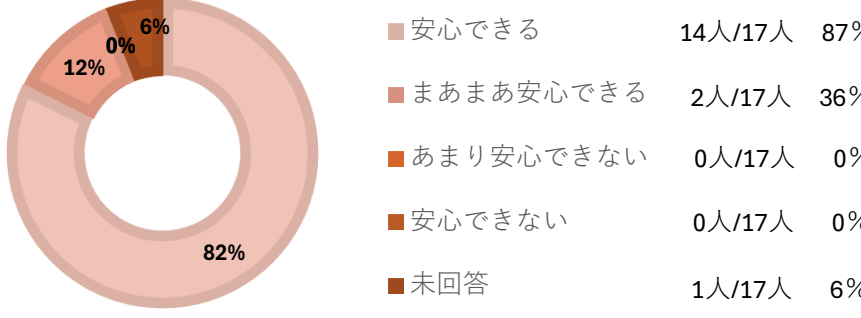 6%
0%
12%
82%
安心できる 14人/17人 87%
まあまあ安心できる 2人/17人 36%
あまり安心できない 0人/17人 0%
安心できない 0人/17人 0%
未回答 1人/17人 6%